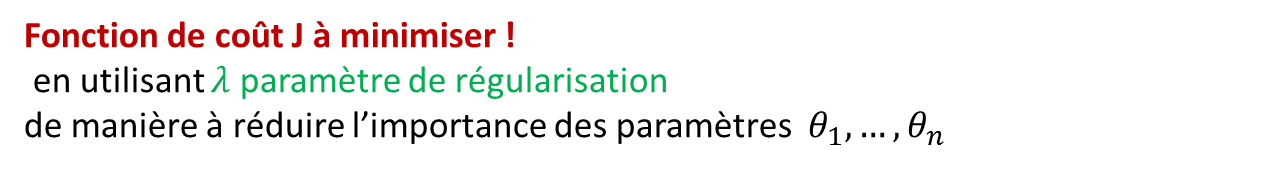 Fonction de coût J à minimiser !
en utilisant λ paramètre de régularisation
de manière à réduire l’importance des paramètres θ₁, … , θₙ